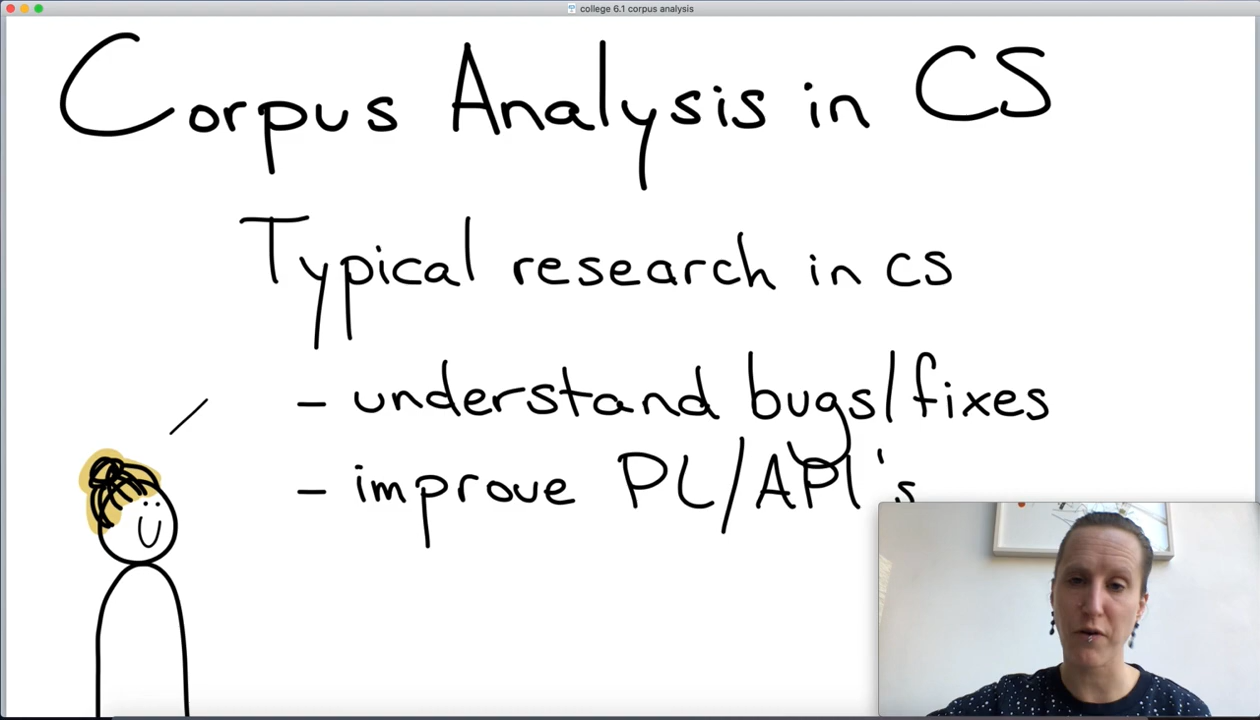 college 6.1 corpus analysis
Corpus Analysis in CS
Typical research in CS
- understand bugs/fixes
- improve PL/API's